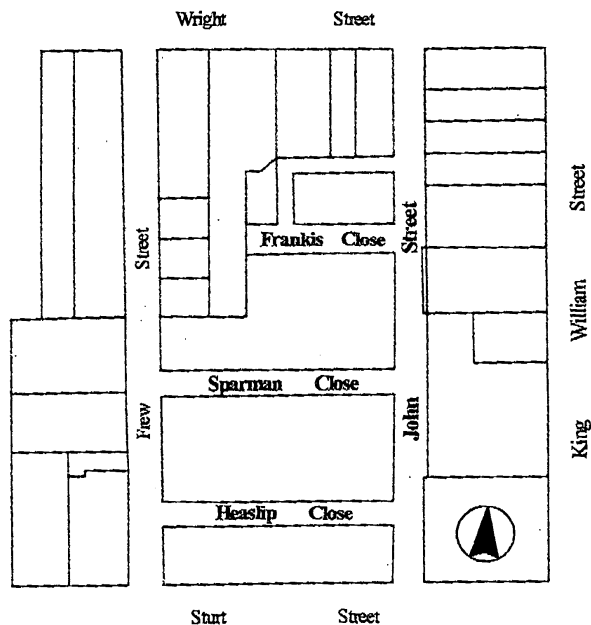 Wright Street
Street
Street
Street
Frankis Close
William
Sparman Close
Frew
John
King
Heaslip Close
Sturt Street